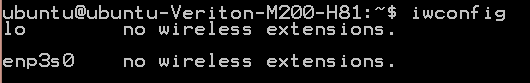 ubuntu@ubuntu-Veriton-M200-H81:~$ iwconfig
lo        no wireless extensions.
enp3s0    no wireless extensions.